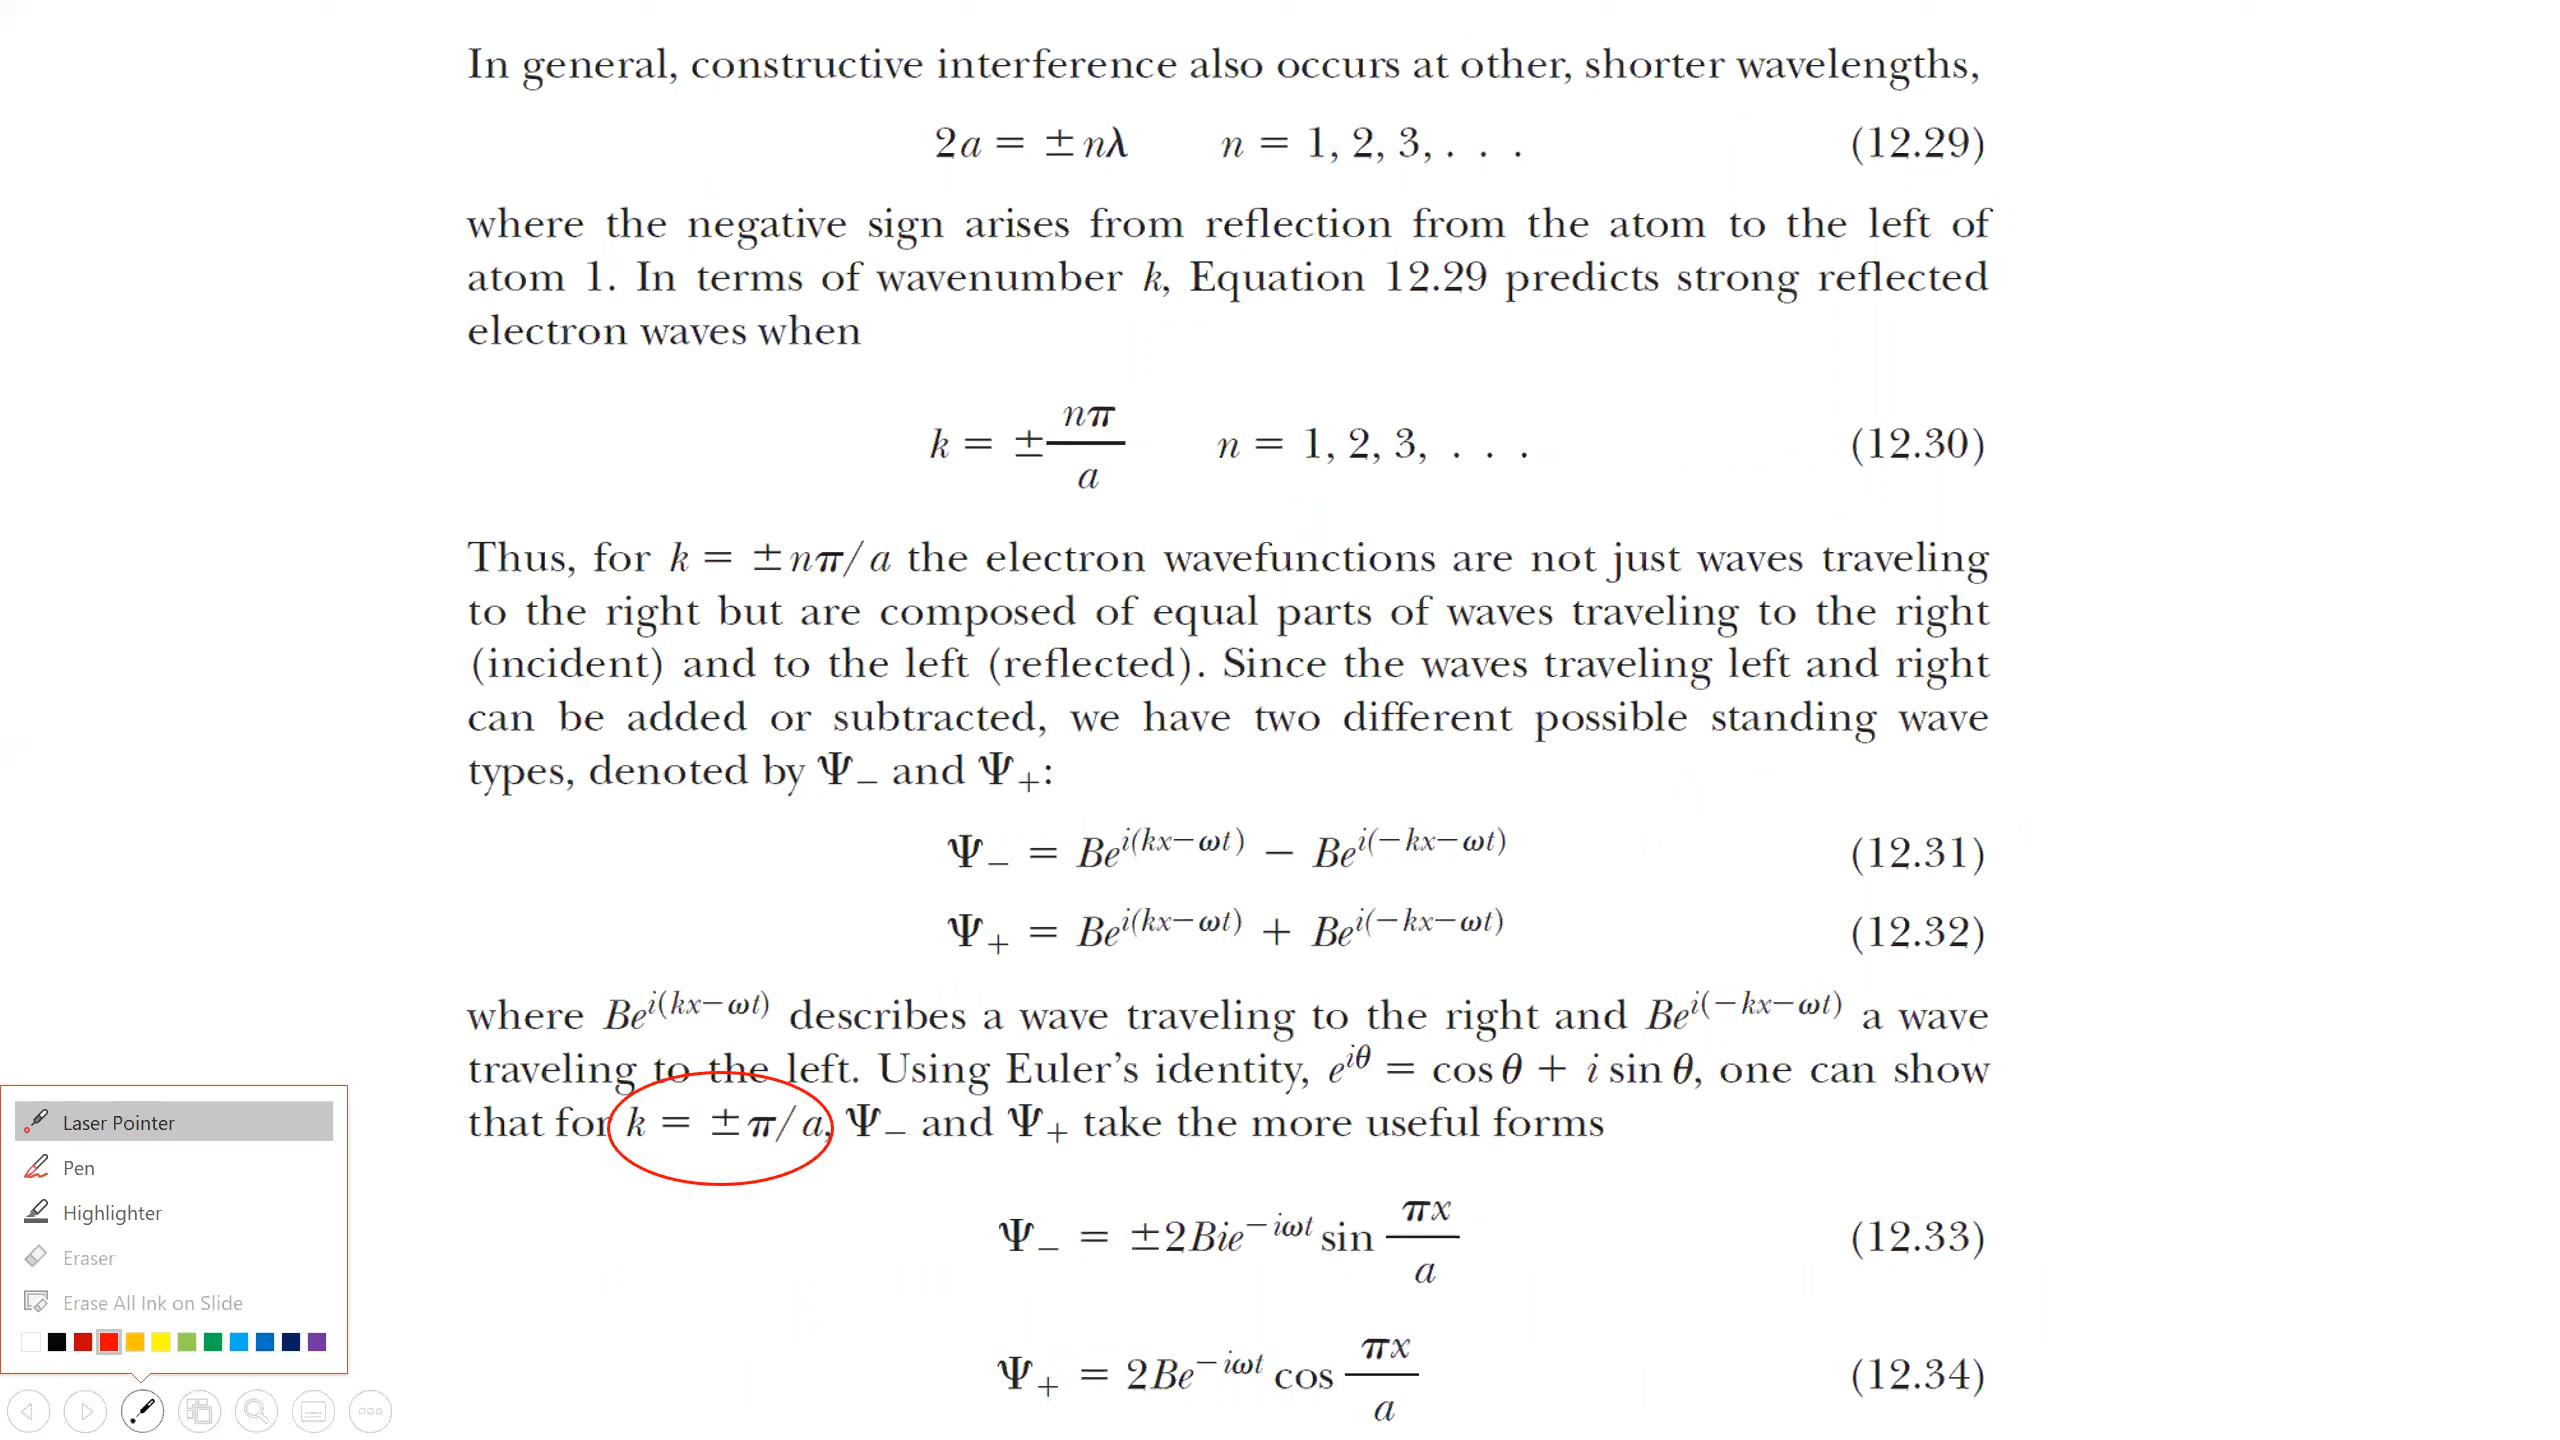 In general, constructive interference also occurs at other, shorter wavelengths,
2a = ±nλ n = 1, 2, 3, . . . (12.29)
where the negative sign arises from reflection from the atom to the left of
atom 1. In terms of wavenumber k, Equation 12.29 predicts strong reflected
electron waves when
k = ± nπ/a n = 1, 2, 3, . . . (12.30)
Thus, for k = ±nπ/a the electron wavefunctions are not just waves traveling
to the right but are composed of equal parts of waves traveling to the right
(incident) and to the left (reflected). Since the waves traveling left and right
can be added or subtracted, we have two different possible standing wave
types, denoted by Ψ₋ and Ψ₊:
Ψ₋ = Be^{i(kx−ωt)} − Be^{i(−kx−ωt)} (12.31)
Ψ₊ = Be^{i(kx−ωt)} + Be^{i(−kx−ωt)} (12.32)
where Be^{i(kx−ωt)} describes a wave traveling to the right and Be^{i(−kx−ωt)} a wave
traveling to the left. Using Euler's identity, e^{iθ} = cos θ + i sin θ, one can show
that for k = ±π/a, Ψ₋ and Ψ₊ take the more useful forms
Ψ₋ = ±2Bie^{−iωt} sin πx/a (12.33)
Ψ₊ = 2Be^{−iωt} cos πx/a (12.34)
Laser Pointer
Pen
Highlighter
Eraser
Erase All Ink on Slide